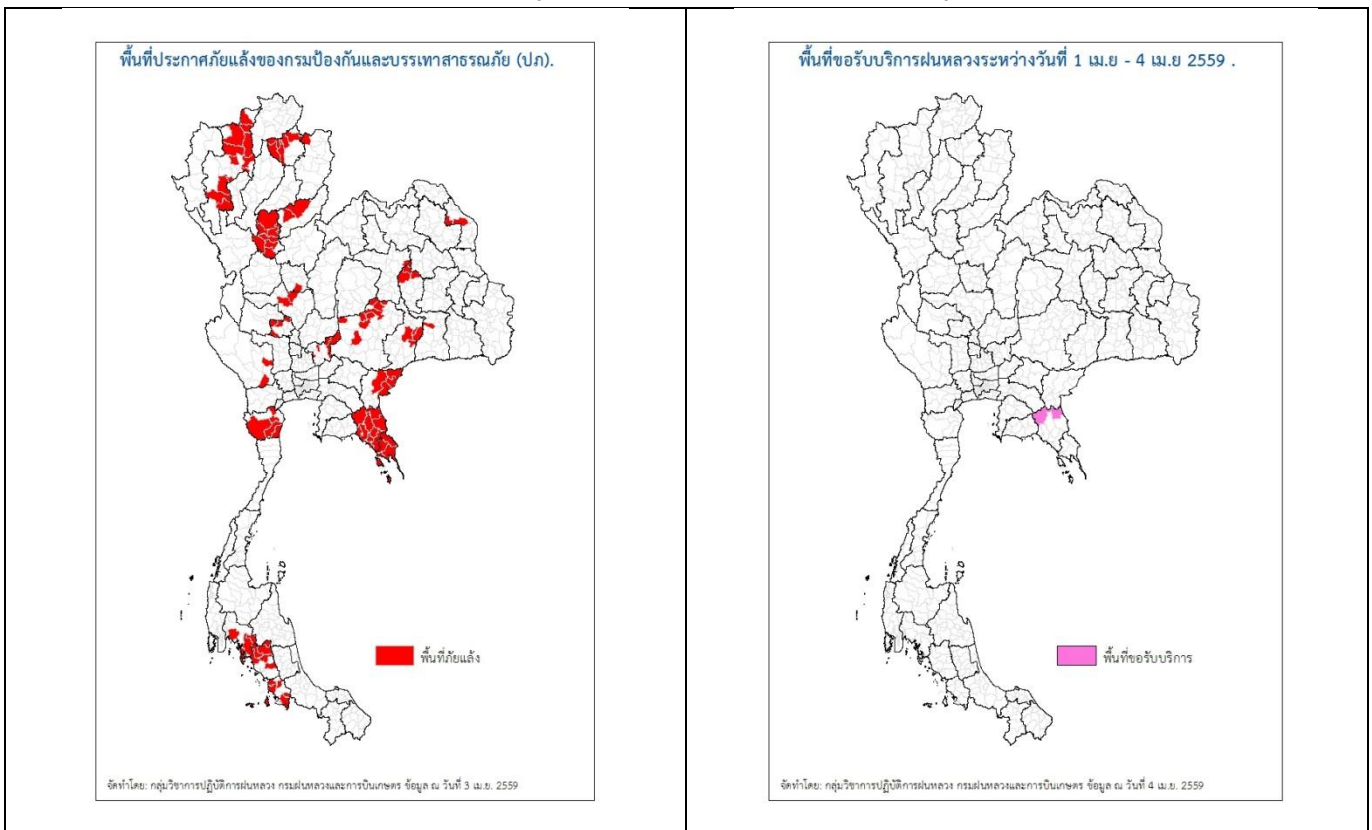 พื้นที่ประกาศภัยแล้งของกรมป้องกันและบรรเทาสาธรณภัย (ปภ).
พื้นที่ภัยแล้ง
จัดทำโดย: กลุ่มวิชาการปฏิบัติการฝนหลวง กรมฝนหลวงและการบินเกษตร ข้อมูล ณ วันที่ 3 เม.ย. 2559
พื้นที่ขอรับบริการฝนหลวงระหว่างวันที่ 1 เม.ย - 4 เม.ย 2559 .
พื้นที่ขอรับบริการ
จัดทำโดย: กลุ่มวิชาการปฏิบัติการฝนหลวง กรมฝนหลวงและการบินเกษตร ข้อมูล ณ วันที่ 4 เม.ย. 2559